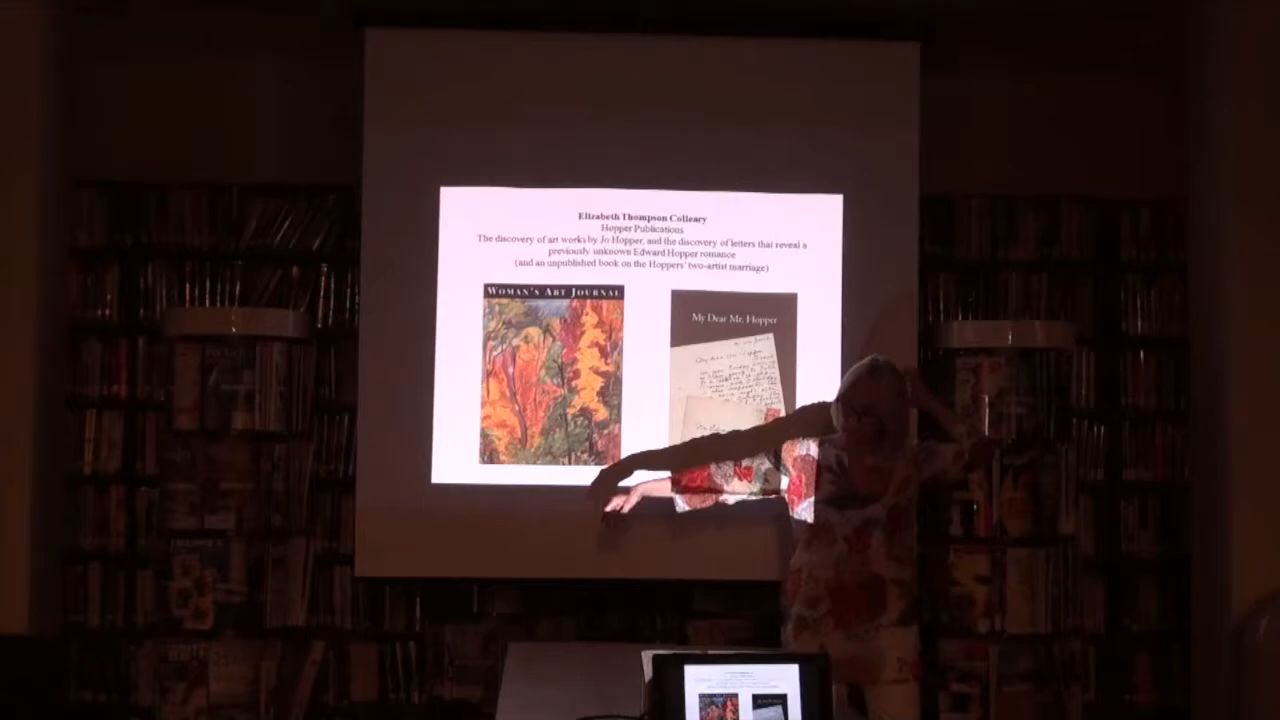 Elizabeth Thompson Colleary
Hopper Publications
The discovery of art works by Jo Hopper, and the discovery of letters that reveal a
previously unknown Edward Hopper romance
(and an unpublished book on the Hoppers' two-artist marriage)
WOMAN'S ART JOURNAL
My Dear Mr. Hopper